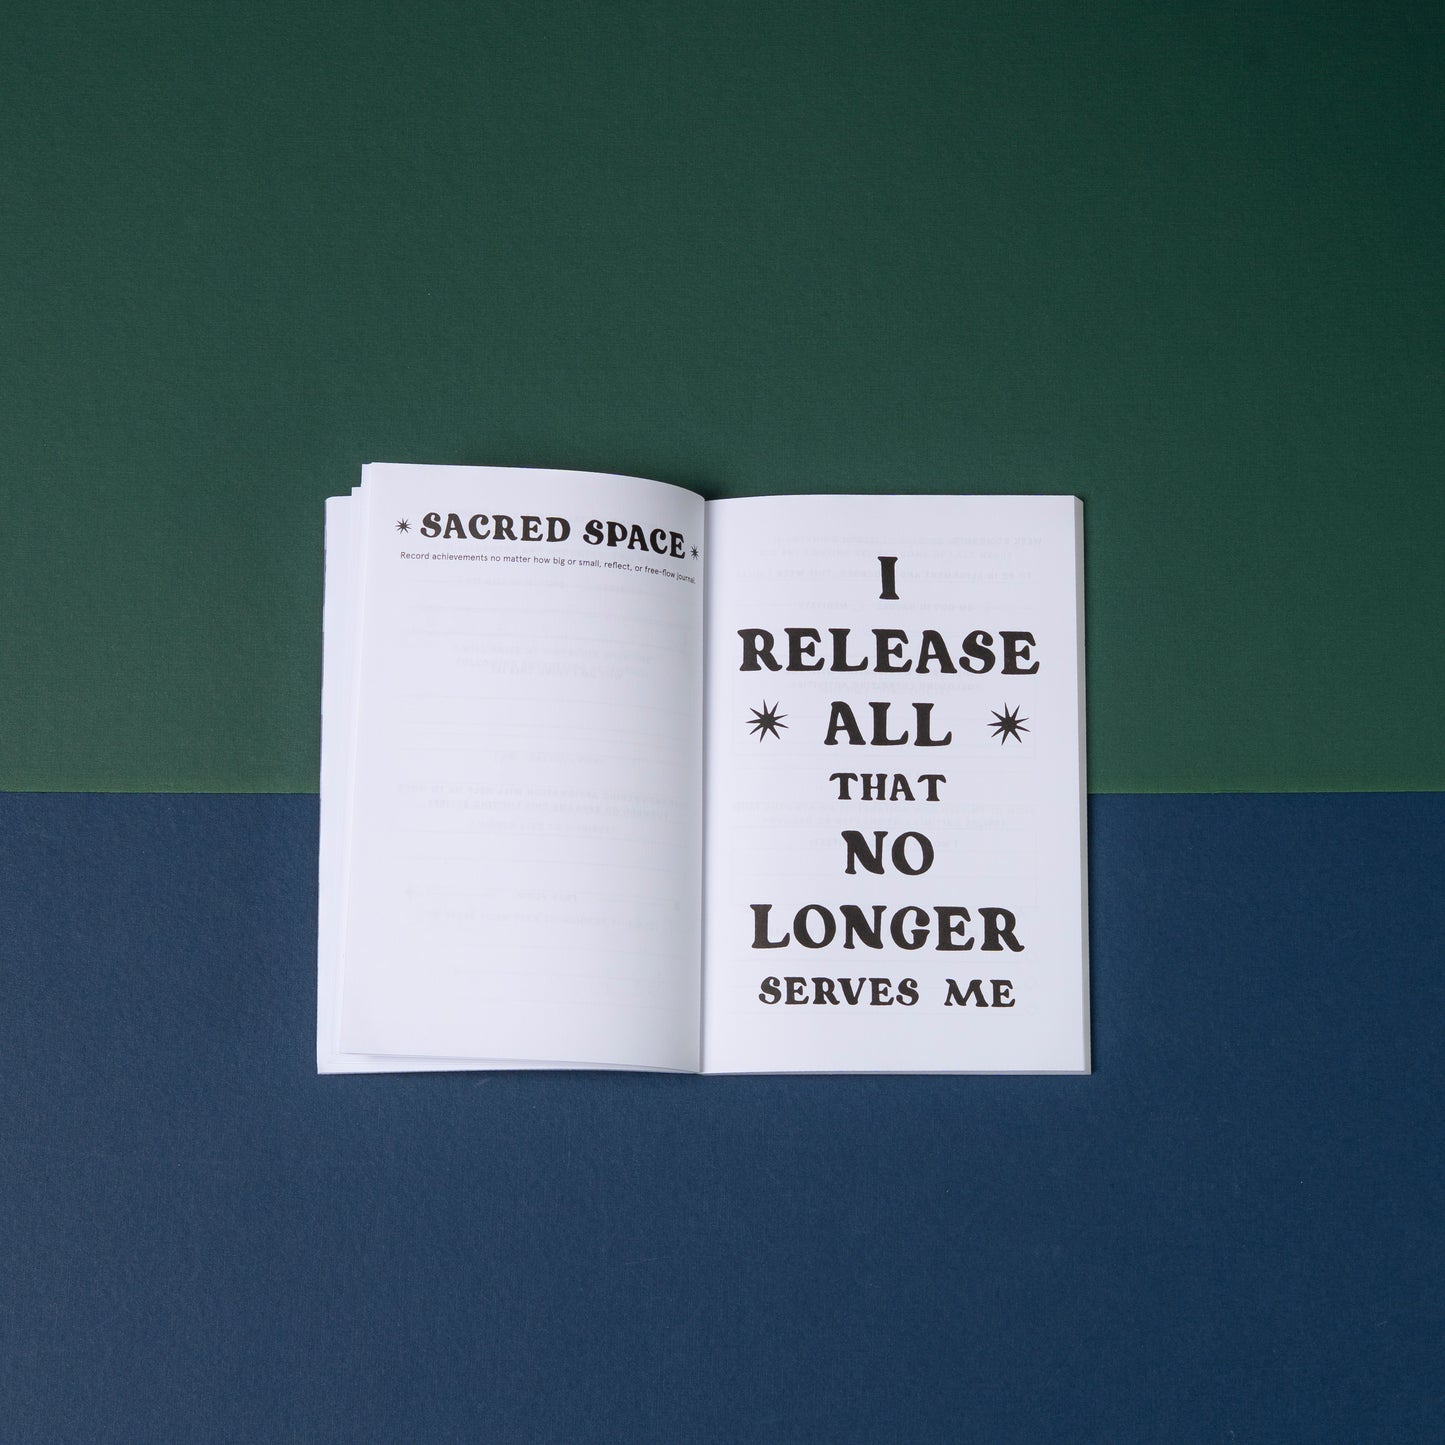 SACRED SPACE
Record achievements no matter how big or small, reflect, or free-flow journal.
I
RELEASE
ALL
THAT
NO
LONGER
SERVES ME